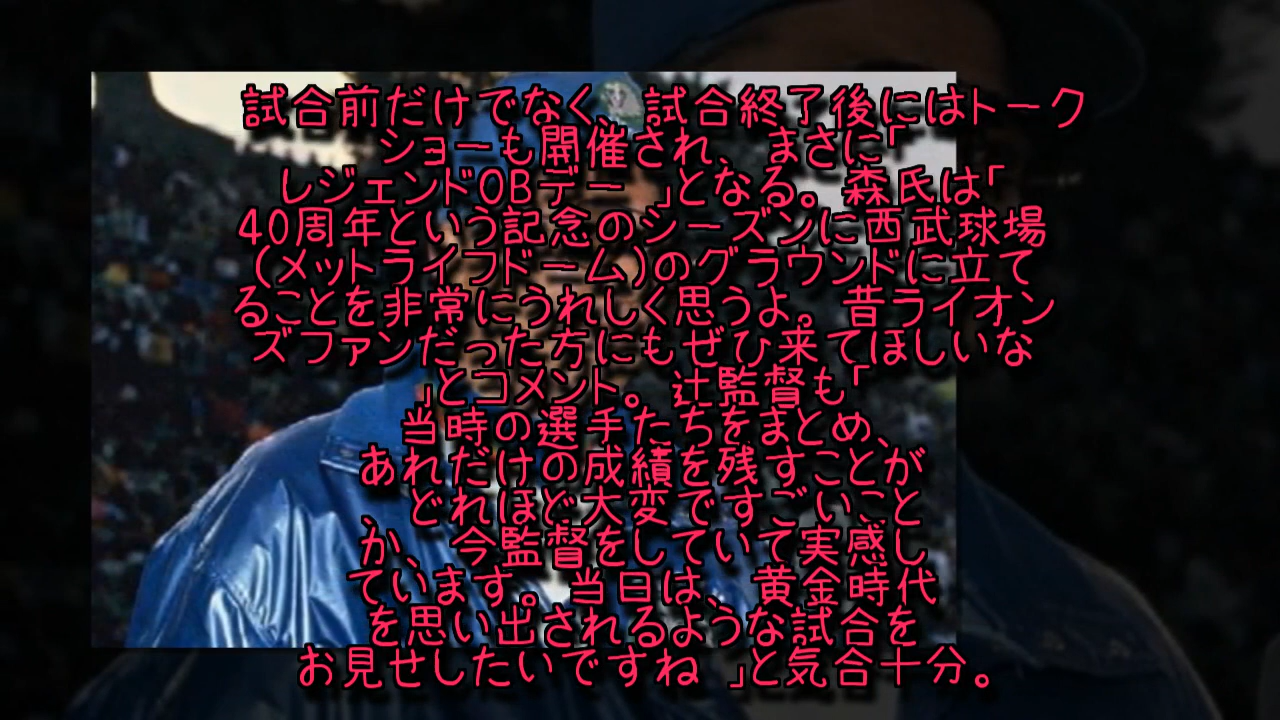 試合前だけでなく、試合終了後にはトーク
ショーも開催され、まさに「
レジェンドOBデー 」となる。森氏は「
40周年という記念のシーズンに西武球場
(メットライフドーム)のグラウンドに立て
ることを非常にうれしく思うよ。昔ライオン
ズファンだった方にもぜひ来てほしいな
」とコメント。辻監督も「
当時の選手たちをまとめ、
あれだけの成績を残すことが
、どれほど大変ですごいこと
か、今監督をしていて実感し
ています。当日は、黄金時代
を思い出されるような試合を
お見せしたいですね 」と気合十分。